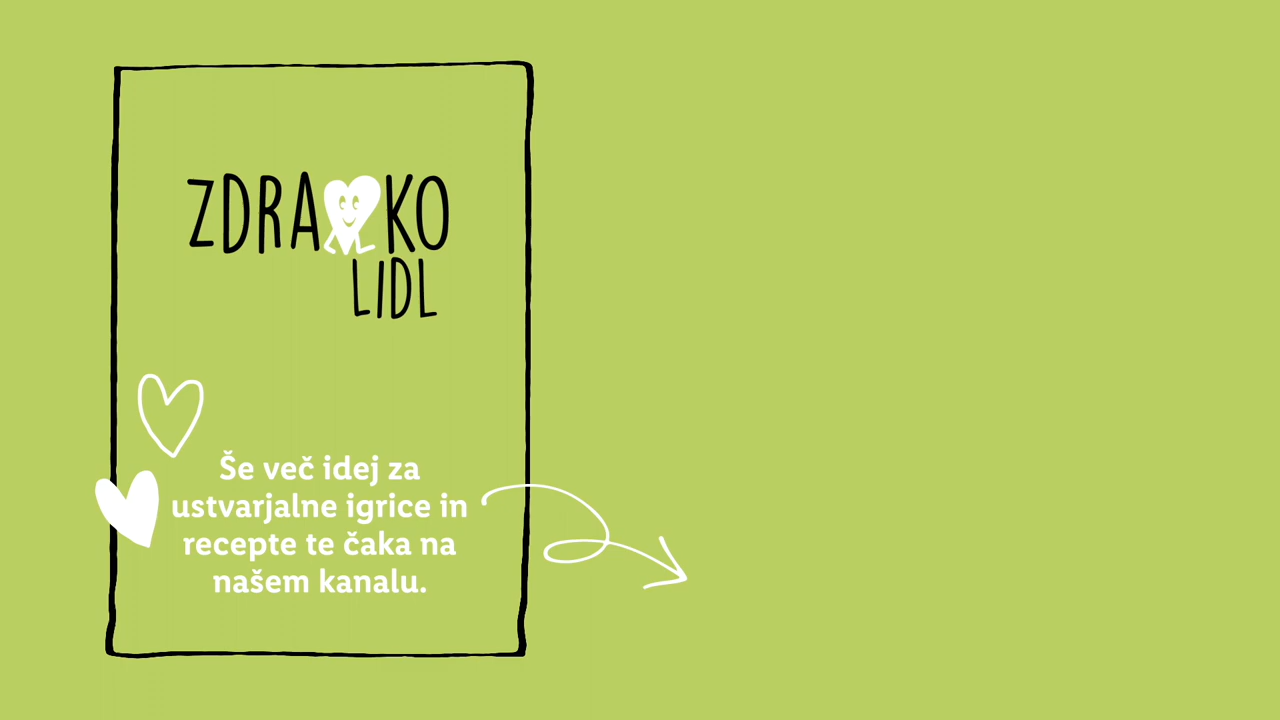 ZDRAVKO
LIDL
Še več idej za
ustvarjalne igrice in
recepte te čaka na
našem kanalu.